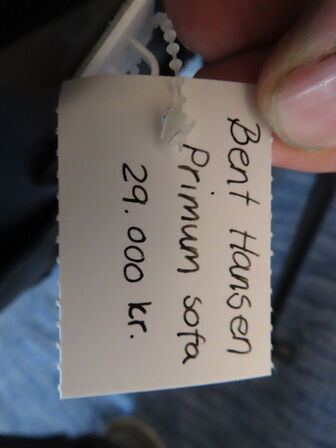 Bent Hansen
Primum sofa
29.000 kr.